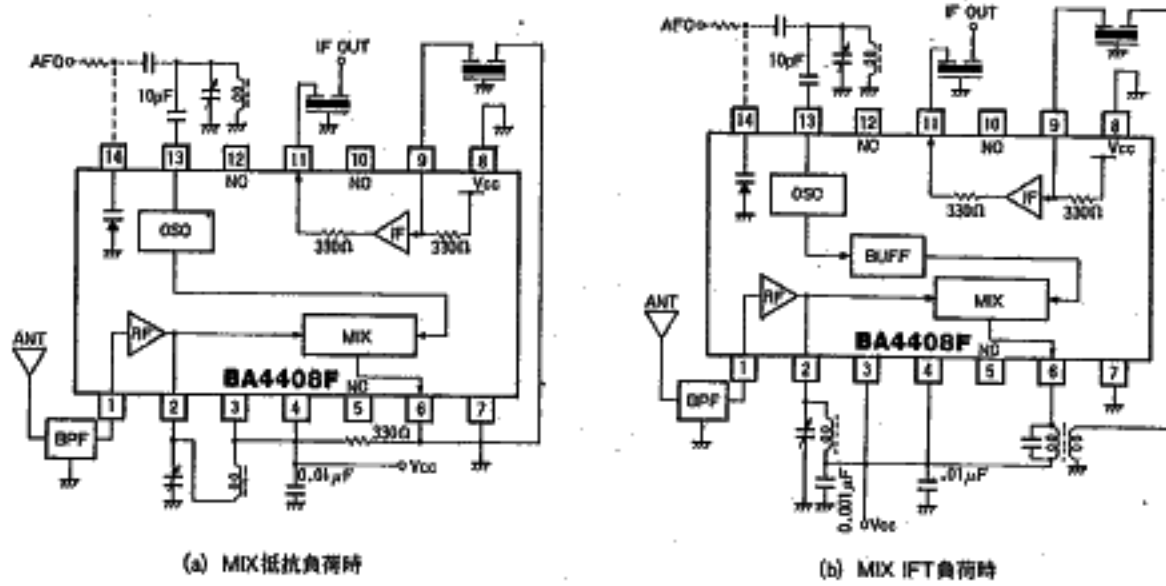 AFC
10μF
IF OUT
14
13
12
11
10
9
8
NC
NC
Vcc
OSC
330Ω
IF
330Ω
ANT
RF
MIX
BA4408F
NC
1
2
3
4
5
6
7
BPF
330Ω
0.01μF
Vcc
(a) MIX抵抗負荷時
AFC
10pF
IF OUT
14
13
12
11
10
9
8
NC
NC
Vcc
OSC
330Ω
IF
330Ω
BUFF
ANT
RF
MIX
BA4408F
NC
1
2
3
4
5
6
7
BPF
0.001μF
.01μF
Vcc
(b) MIX IFT負荷時